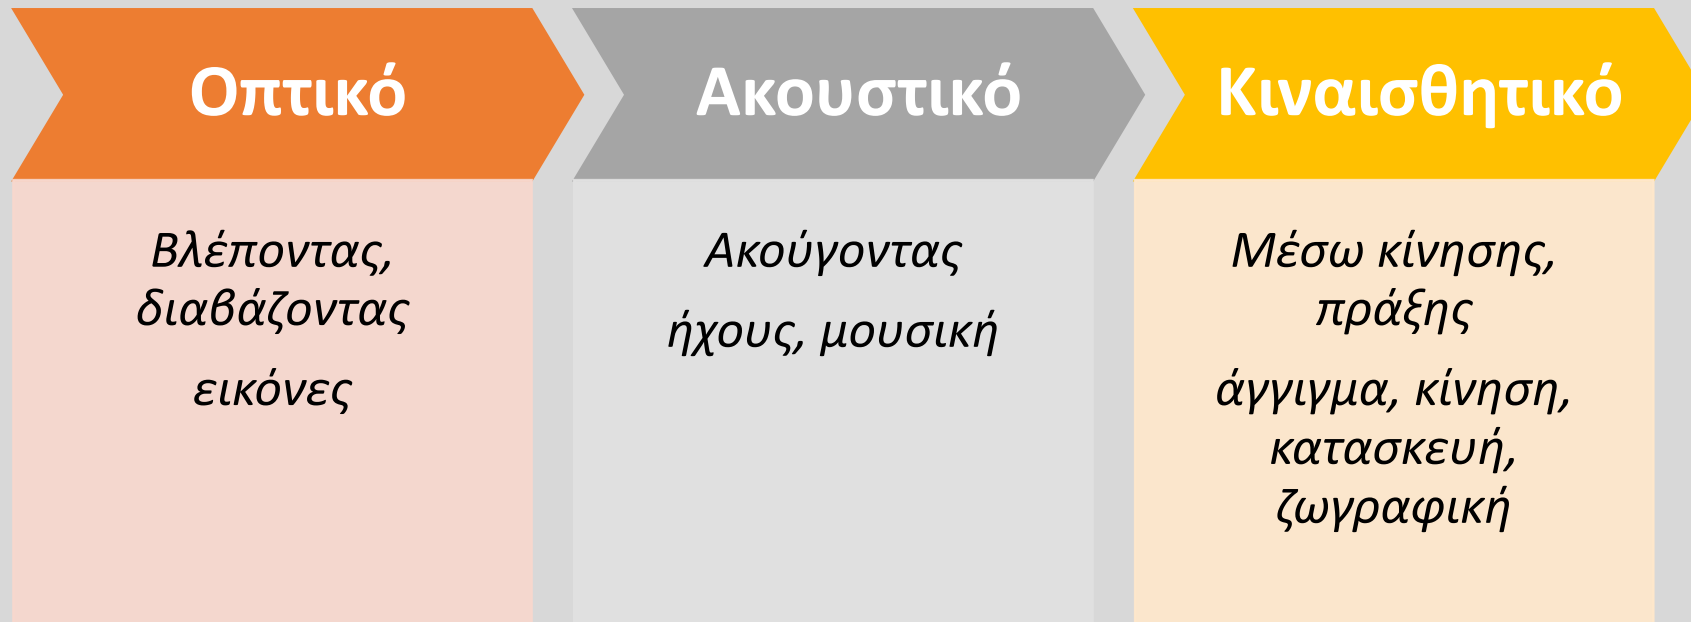 Οπτικό
Βλέποντας,
διαβάζοντας
εικόνες
Ακουστικό
Ακούγοντας
ήχους, μουσική
Κιναισθητικό
Μέσω κίνησης,
πράξης
άγγιγμα, κίνηση,
κατασκευή,
ζωγραφική